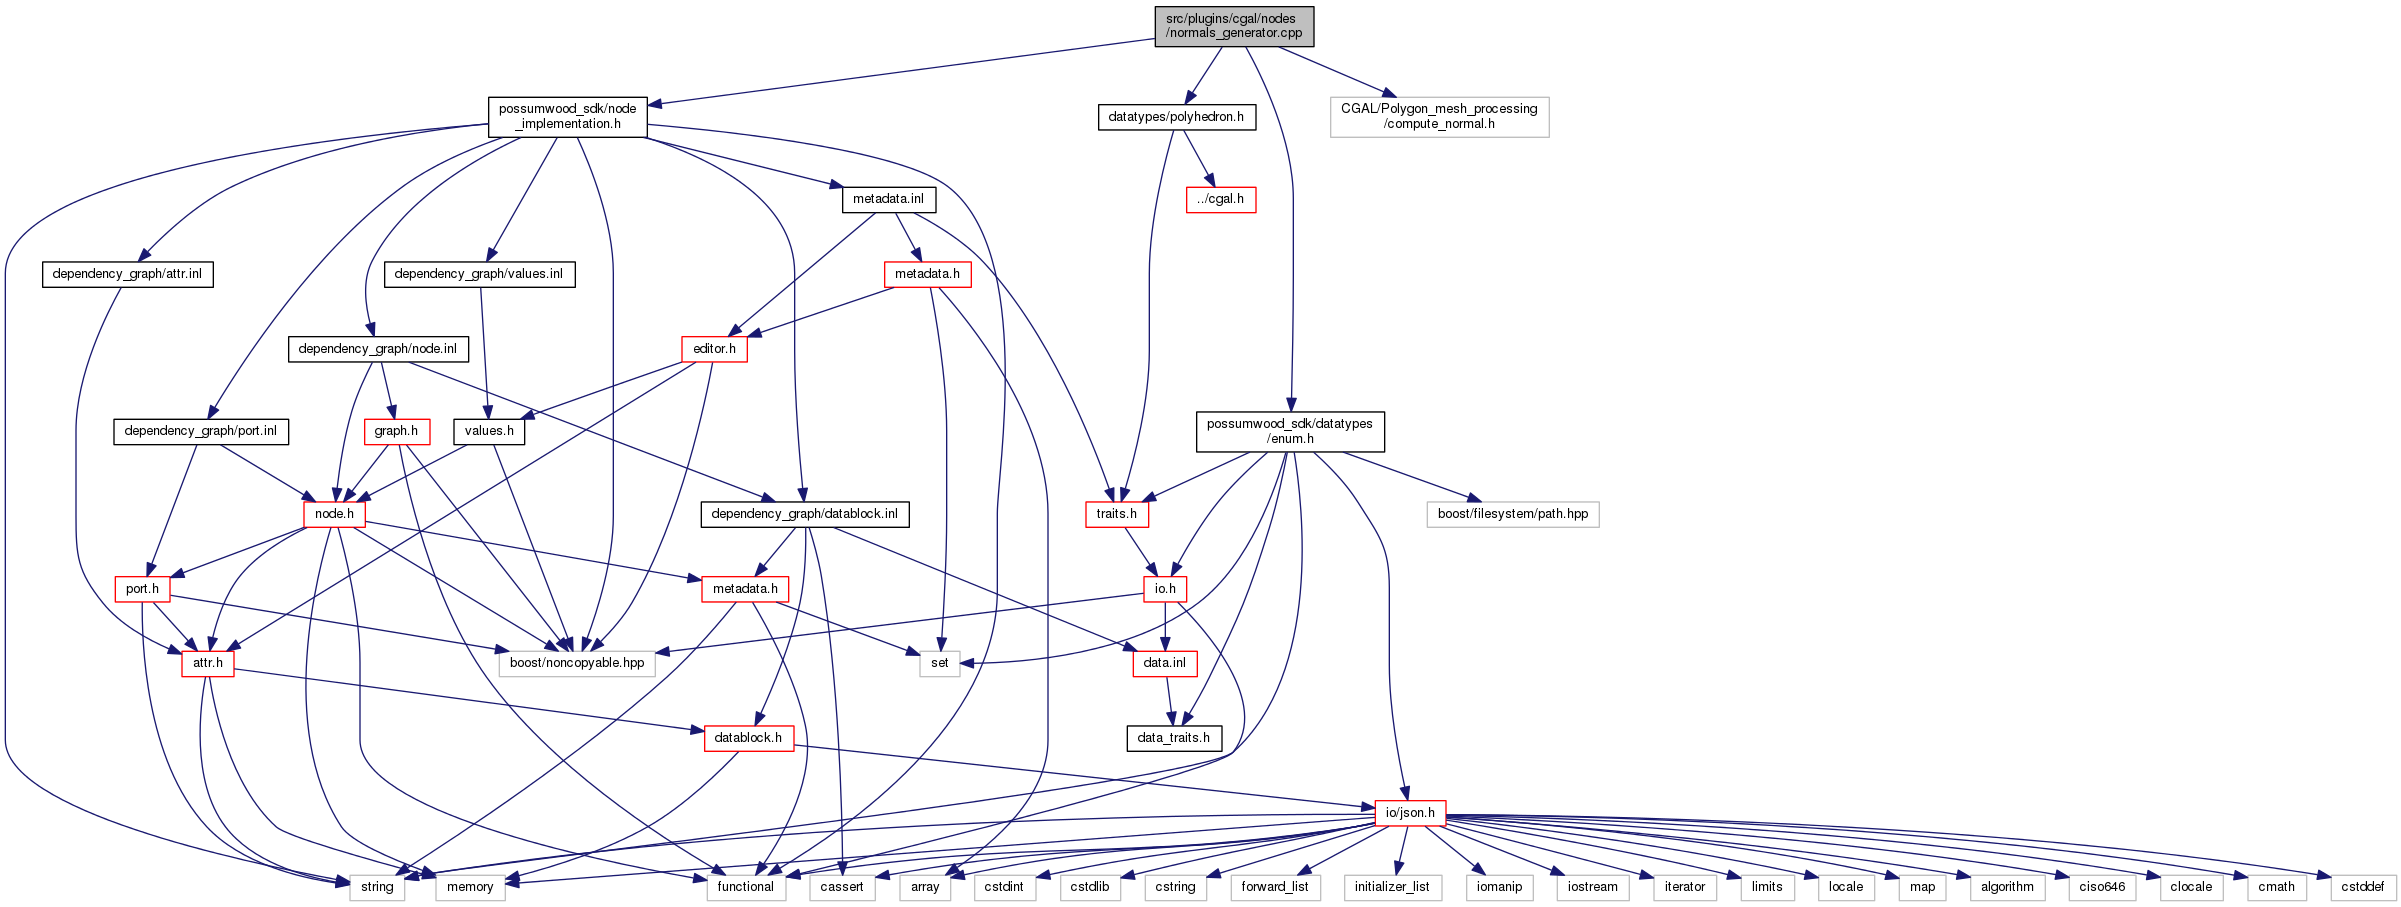 src/plugins/cgal/nodes
/normals_generator.cpp
possumwood_sdk/node
_implementation.h
datatypes/polyhedron.h
CGAL/Polygon_mesh_processing
/compute_normal.h
metadata.inl
../cgal.h
dependency_graph/attr.inl
dependency_graph/values.inl
metadata.h
dependency_graph/node.inl
editor.h
dependency_graph/port.inl
graph.h
values.h
possumwood_sdk/datatypes
/enum.h
node.h
dependency_graph/datablock.inl
traits.h
boost/filesystem/path.hpp
port.h
metadata.h
io.h
attr.h
boost/noncopyable.hpp
set
data.inl
datablock.h
data_traits.h
io/json.h
string
memory
functional
cassert
array
cstdint
cstdlib
cstring
forward_list
initializer_list
iomanip
iostream
iterator
limits
locale
map
algorithm
ciso646
clocale
cmath
cstddef